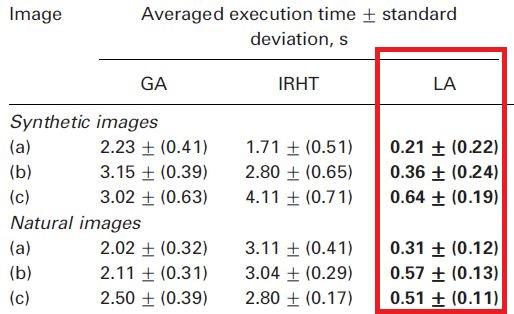 Image Averaged execution time ± standard
deviation, s
GA IRHT LA
Synthetic images
(a) 2.23 ± (0.41) 1.71 ± (0.51) 0.21 ± (0.22)
(b) 3.15 ± (0.39) 2.80 ± (0.65) 0.36 ± (0.24)
(c) 3.02 ± (0.63) 4.11 ± (0.71) 0.64 ± (0.19)
Natural images
(a) 2.02 ± (0.32) 3.11 ± (0.41) 0.31 ± (0.12)
(b) 2.11 ± (0.31) 3.04 ± (0.29) 0.57 ± (0.13)
(c) 2.50 ± (0.39) 2.80 ± (0.17) 0.51 ± (0.11)